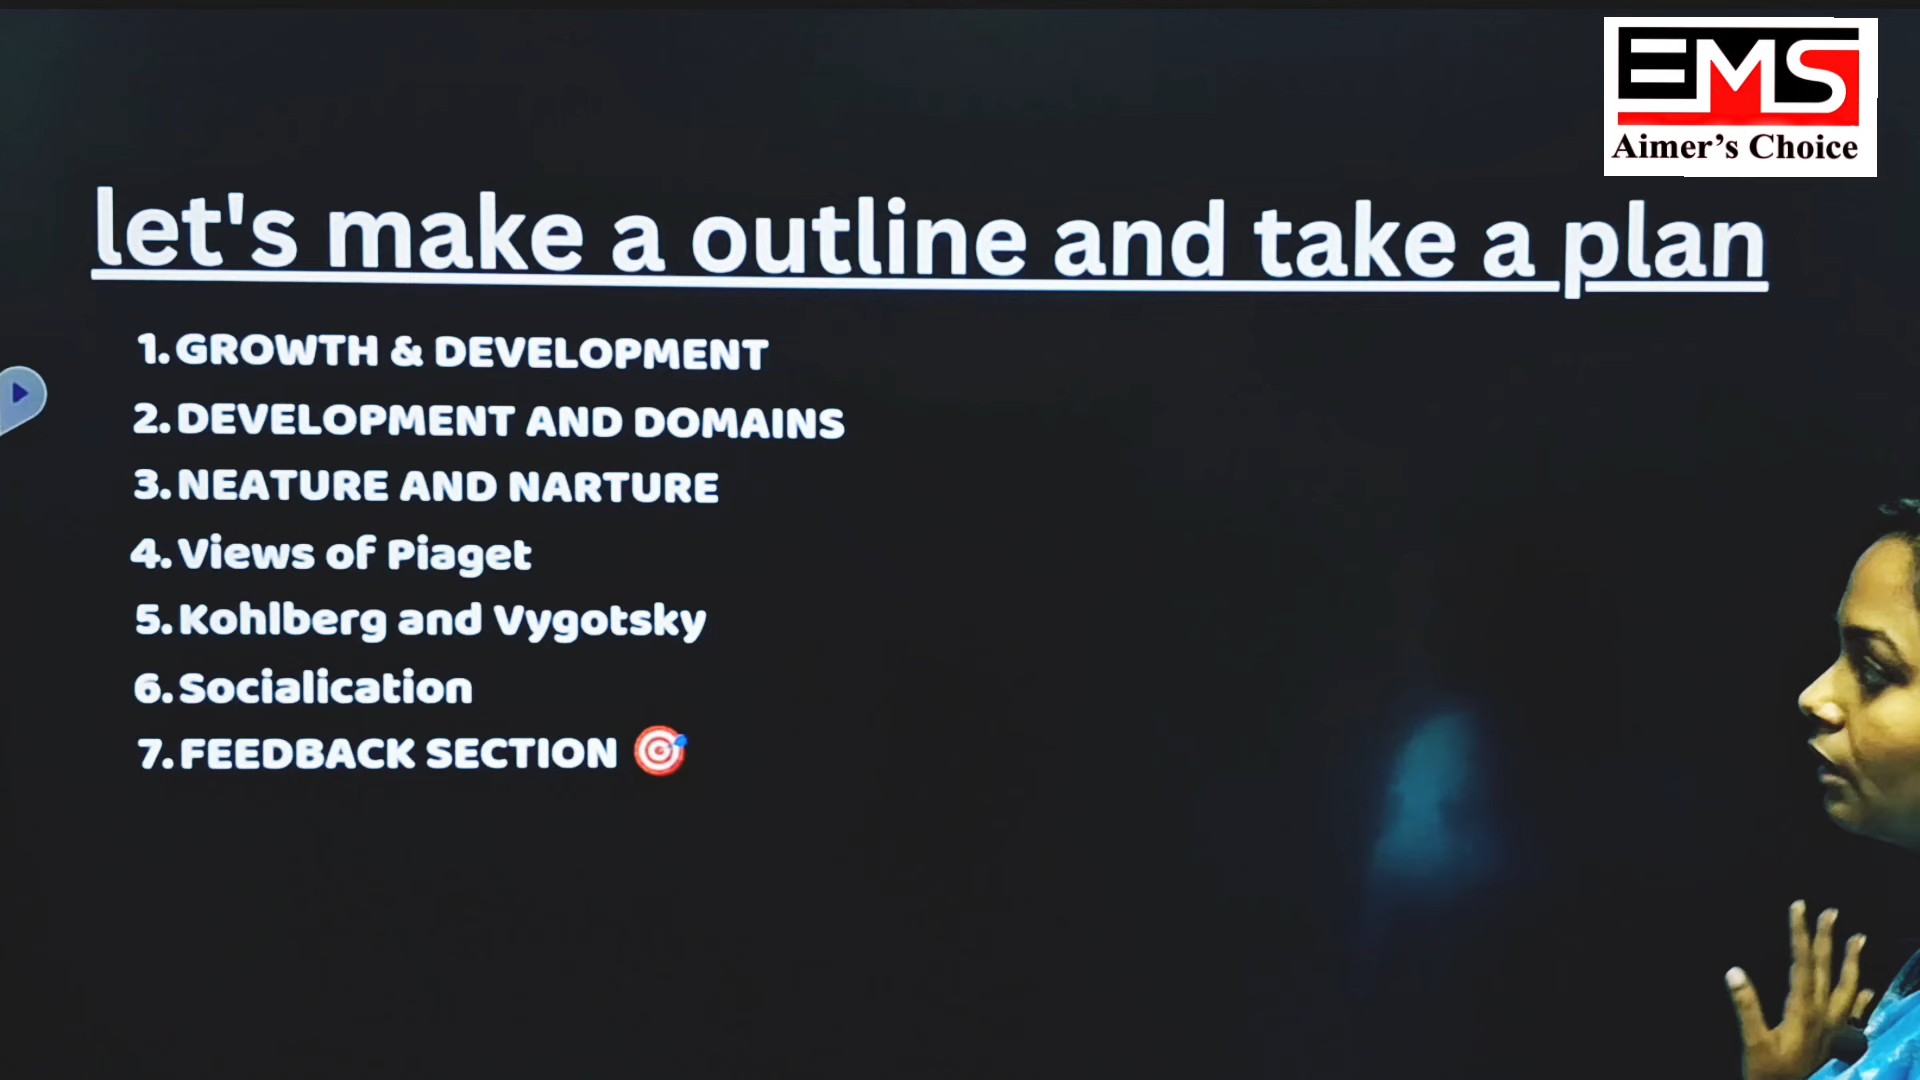 EMS
Aimer's Choice
let's make a outline and take a plan
1. GROWTH & DEVELOPMENT
2. DEVELOPMENT AND DOMAINS
3. NEATURE AND NARTURE
4. Views of Piaget
5. Kohlberg and Vygotsky
6. Socialication
7. FEEDBACK SECTION 🎯